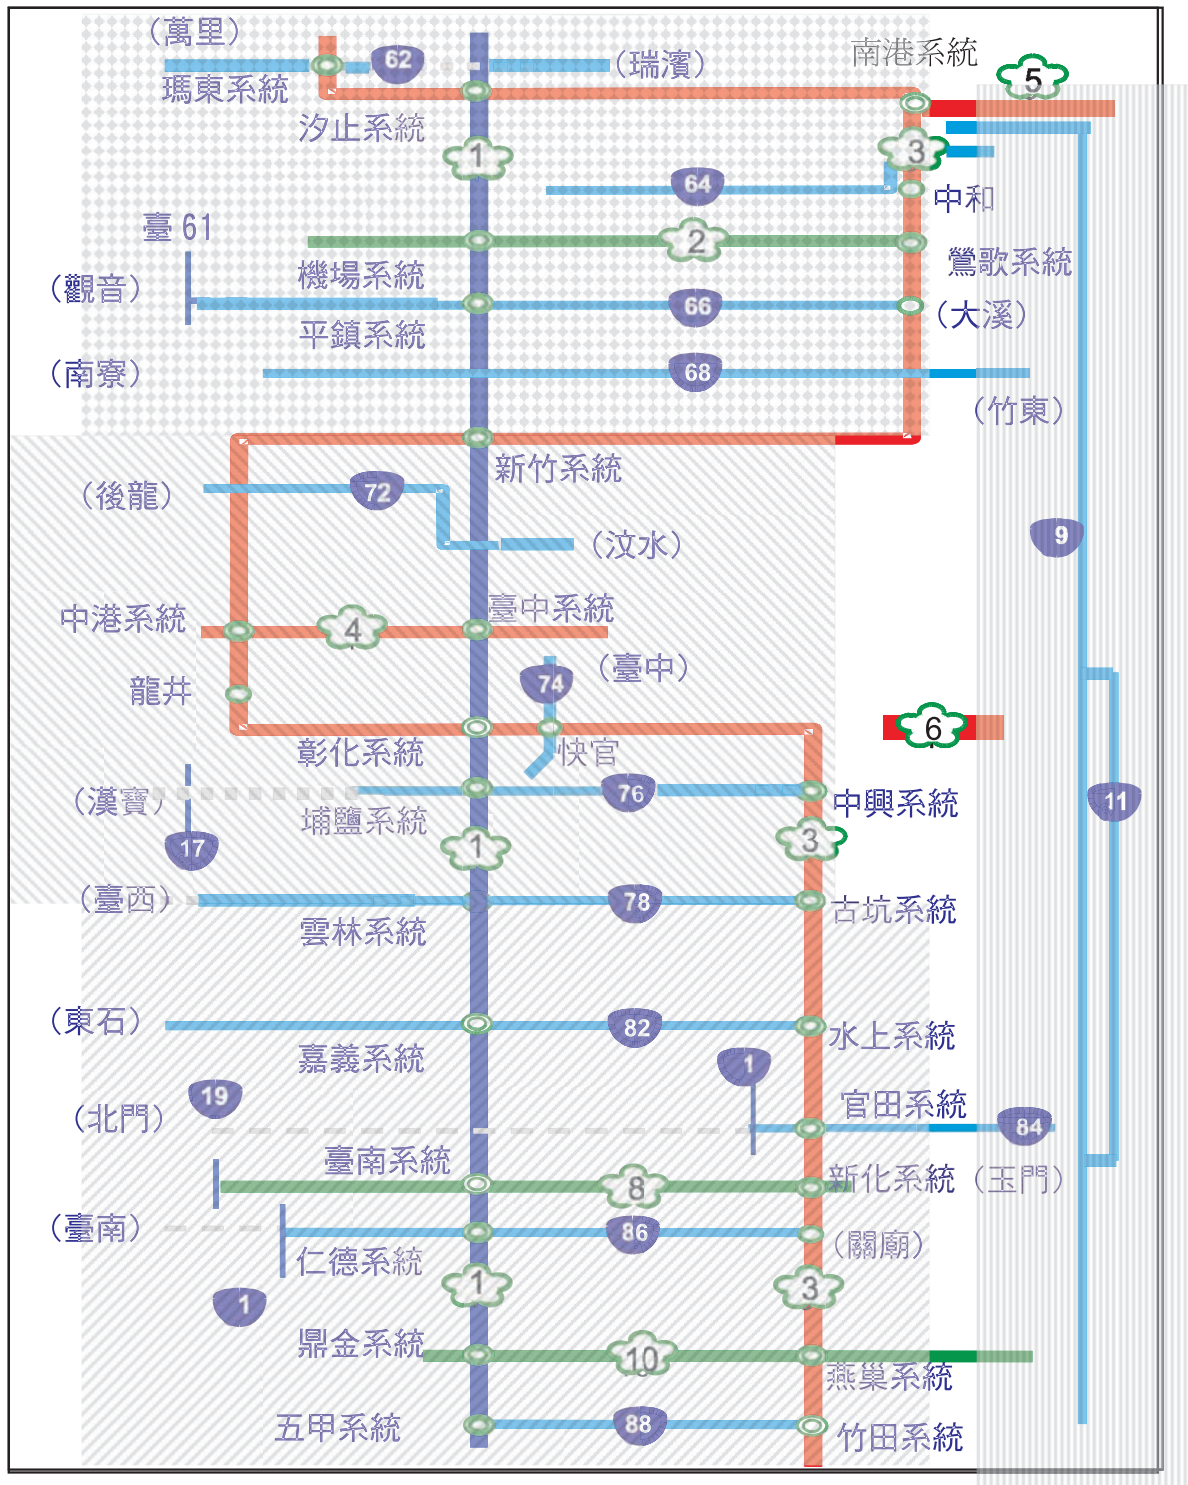 （萬里）
62
（瑞濱）
南港系統
5
瑪東系統
汐止系統
1
3
64
中和
臺 61
2
機場系統
鶯歌系統
（觀音）
66
（大溪）
平鎮系統
（南寮）
68
（竹東）
新竹系統
（後龍）
72
9
（汶水）
中港系統
4
臺中系統
（臺中）
74
龍井
6
彰化系統
快官
（漢寶）
76
中興系統
11
埔鹽系統
17
1
3
（臺西）
78
古坑系統
雲林系統
（東石）
82
水上系統
嘉義系統
1
19
（北門）
官田系統
84
臺南系統
8
新化系統
（玉門）
（臺南）
86
（關廟）
仁德系統
1
3
1
鼎金系統
10
燕巢系統
五甲系統
88
竹田系統